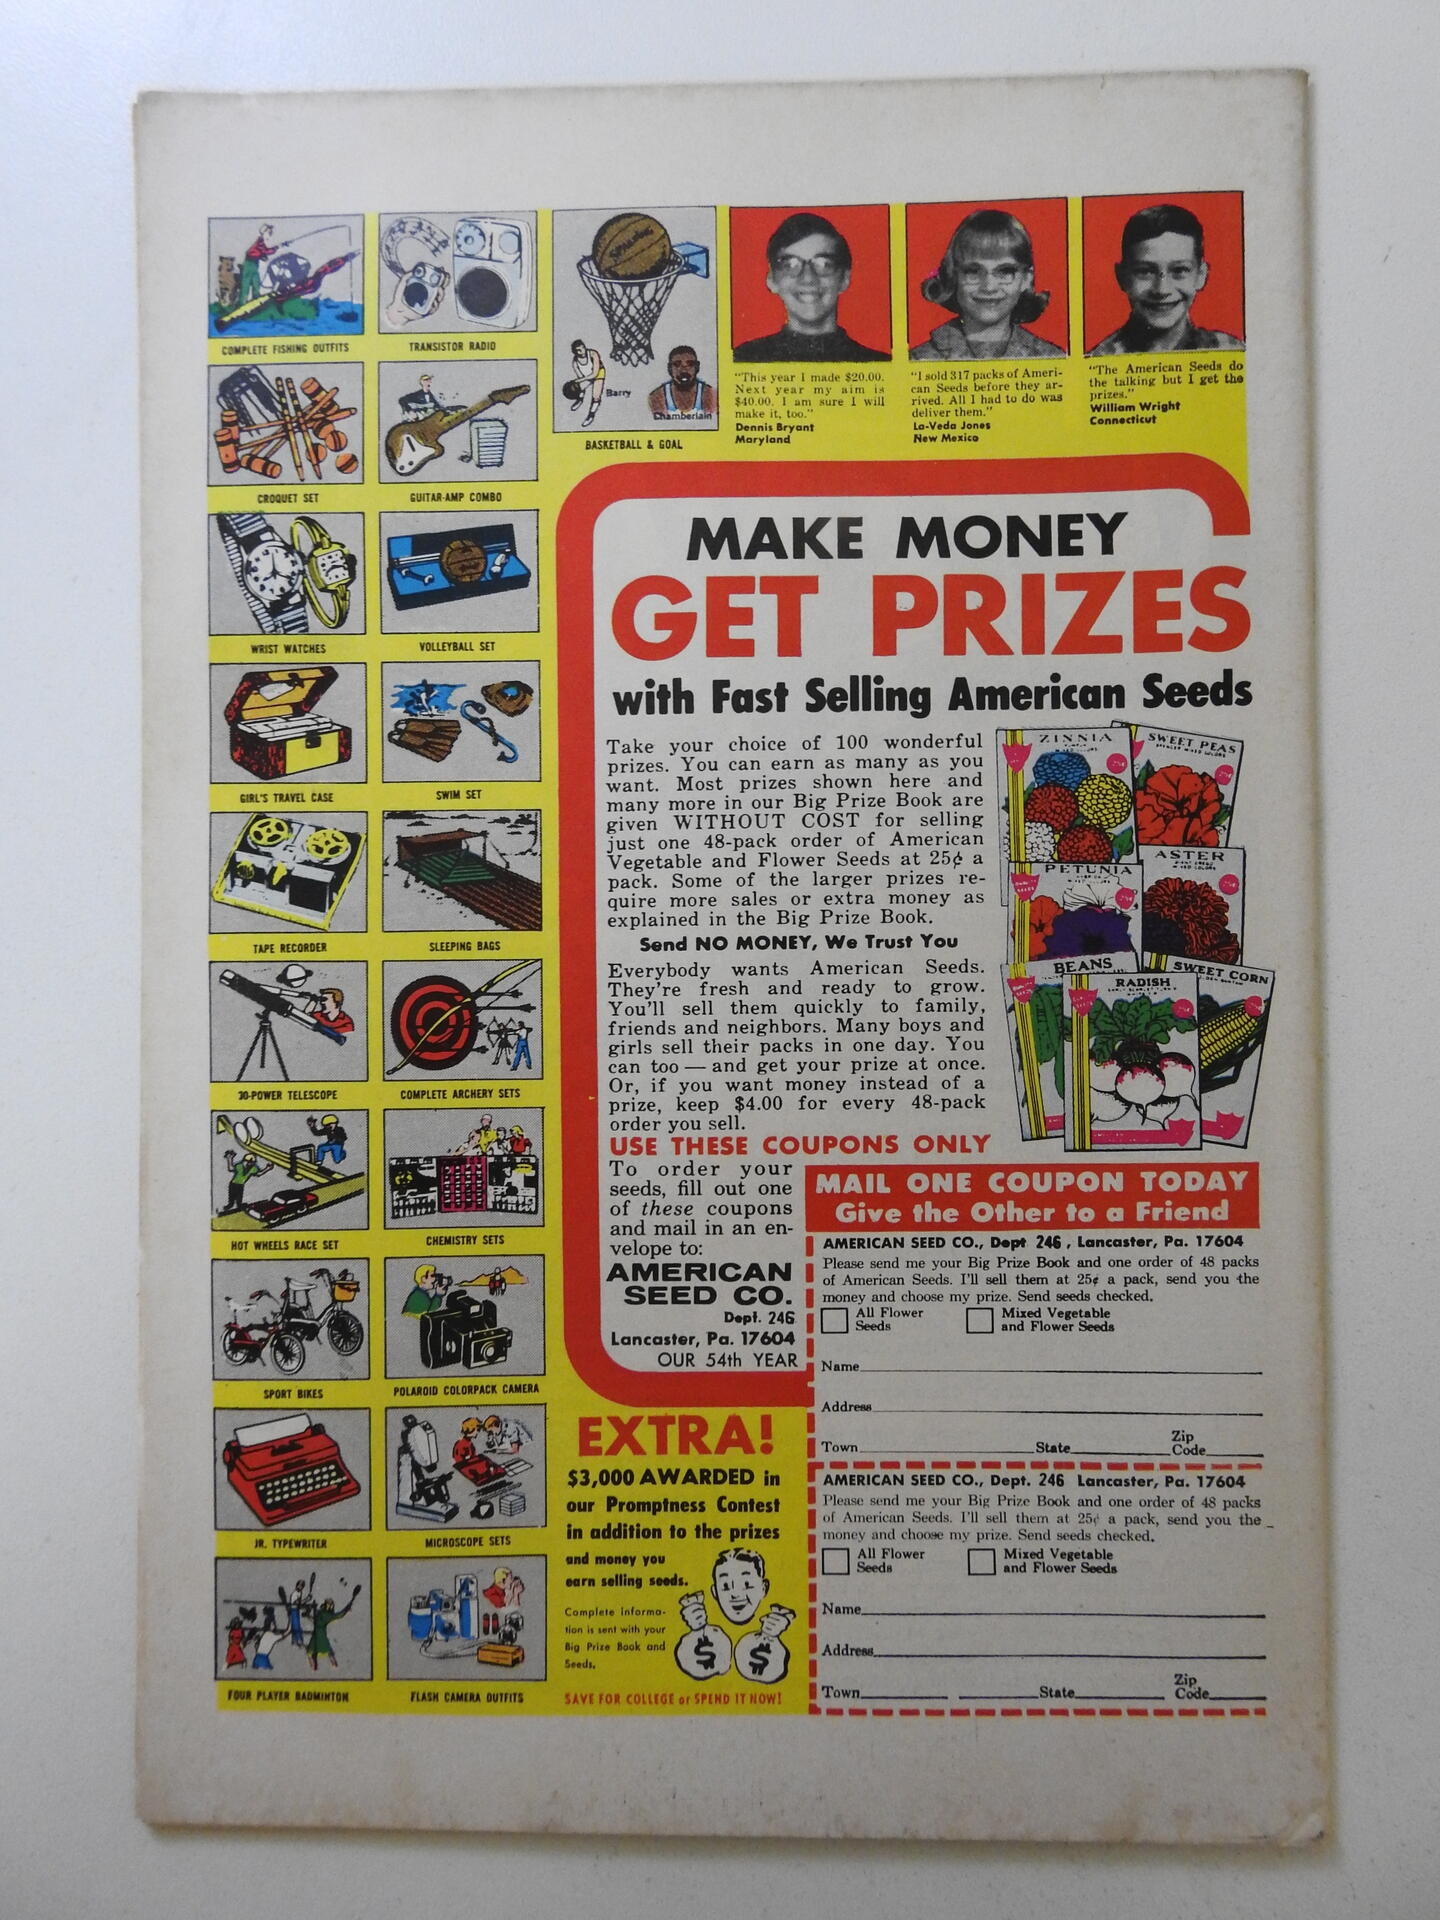 COMPLETE FISHING OUTFITS
TRANSISTOR RADIO
SPALDING
Barry
Chamberlain
BASKETBALL & GOAL
"This year I made $20.00.
Next year my aim is
$40.00. I am sure I will
make it, too."
Dennis Bryant
Maryland
"I sold 317 packs of Ameri-
can Seeds before they ar-
rived. All I had to do was
deliver them."
La-Veda Jones
New Mexico
"The American Seeds do
the talking but I get the
prizes."
William Wright
Connecticut
CROQUET SET
GUITAR-AMP COMBO
WRIST WATCHES
VOLLEYBALL SET
GIRL'S TRAVEL CASE
SWIM SET
TAPE RECORDER
SLEEPING BAGS
30-POWER TELESCOPE
COMPLETE ARCHERY SETS
HOT WHEELS RACE SET
CHEMISTRY SETS
SPORT BIKES
POLAROID COLORPACK CAMERA
JR. TYPEWRITER
MICROSCOPE SETS
FOUR PLAYER BADMINTON
FLASH CAMERA OUTFITS
MAKE MONEY
GET PRIZES
with Fast Selling American Seeds
Take your choice of 100 wonderful
prizes. You can earn as many as you
want. Most prizes shown here and
many more in our Big Prize Book are
given WITHOUT COST for selling
just one 48-pack order of American
Vegetable and Flower Seeds at 25¢ a
pack. Some of the larger prizes re-
quire more sales or extra money as
explained in the Big Prize Book.
Send NO MONEY, We Trust You
Everybody wants American Seeds.
They're fresh and ready to grow.
You'll sell them quickly to family,
friends and neighbors. Many boys and
girls sell their packs in one day. You
can too — and get your prize at once.
Or, if you want money instead of a
prize, keep $4.00 for every 48-pack
order you sell.
ZINNIA
MIXED COLORS
25¢
SWEET PEAS
SPENCER MIXED COLORS
25¢
PETUNIA
MIXED COLORS
25¢
ASTER
MIXED COLORS
25¢
BEANS
RADISH
25¢
SWEET CORN
25¢
USE THESE COUPONS ONLY
To order your
seeds, fill out one
of these coupons
and mail in an en-
velope to:
AMERICAN
SEED CO.
Dept. 246
Lancaster, Pa. 17604
OUR 54th YEAR
MAIL ONE COUPON TODAY
Give the Other to a Friend
AMERICAN SEED CO., Dept 246, Lancaster, Pa. 17604
Please send me your Big Prize Book and one order of 48 packs
of American Seeds. I'll sell them at 25¢ a pack, send you the
money and choose my prize. Send seeds checked.
All Flower
Seeds
Mixed Vegetable
and Flower Seeds
Name
Address
Town State Zip
Code
AMERICAN SEED CO., Dept. 246 Lancaster, Pa. 17604
Please send me your Big Prize Book and one order of 48 packs
of American Seeds. I'll sell them at 25¢ a pack, send you the
money and choose my prize. Send seeds checked.
All Flower
Seeds
Mixed Vegetable
and Flower Seeds
Name
Address
Town State Zip
Code
EXTRA!
$3,000 AWARDED in
our Promptness Contest
in addition to the prizes
and money you
earn selling seeds.
Complete informa-
tion is sent with your
Big Prize Book and
Seeds.
$ $
SAVE FOR COLLEGE or SPEND IT NOW!